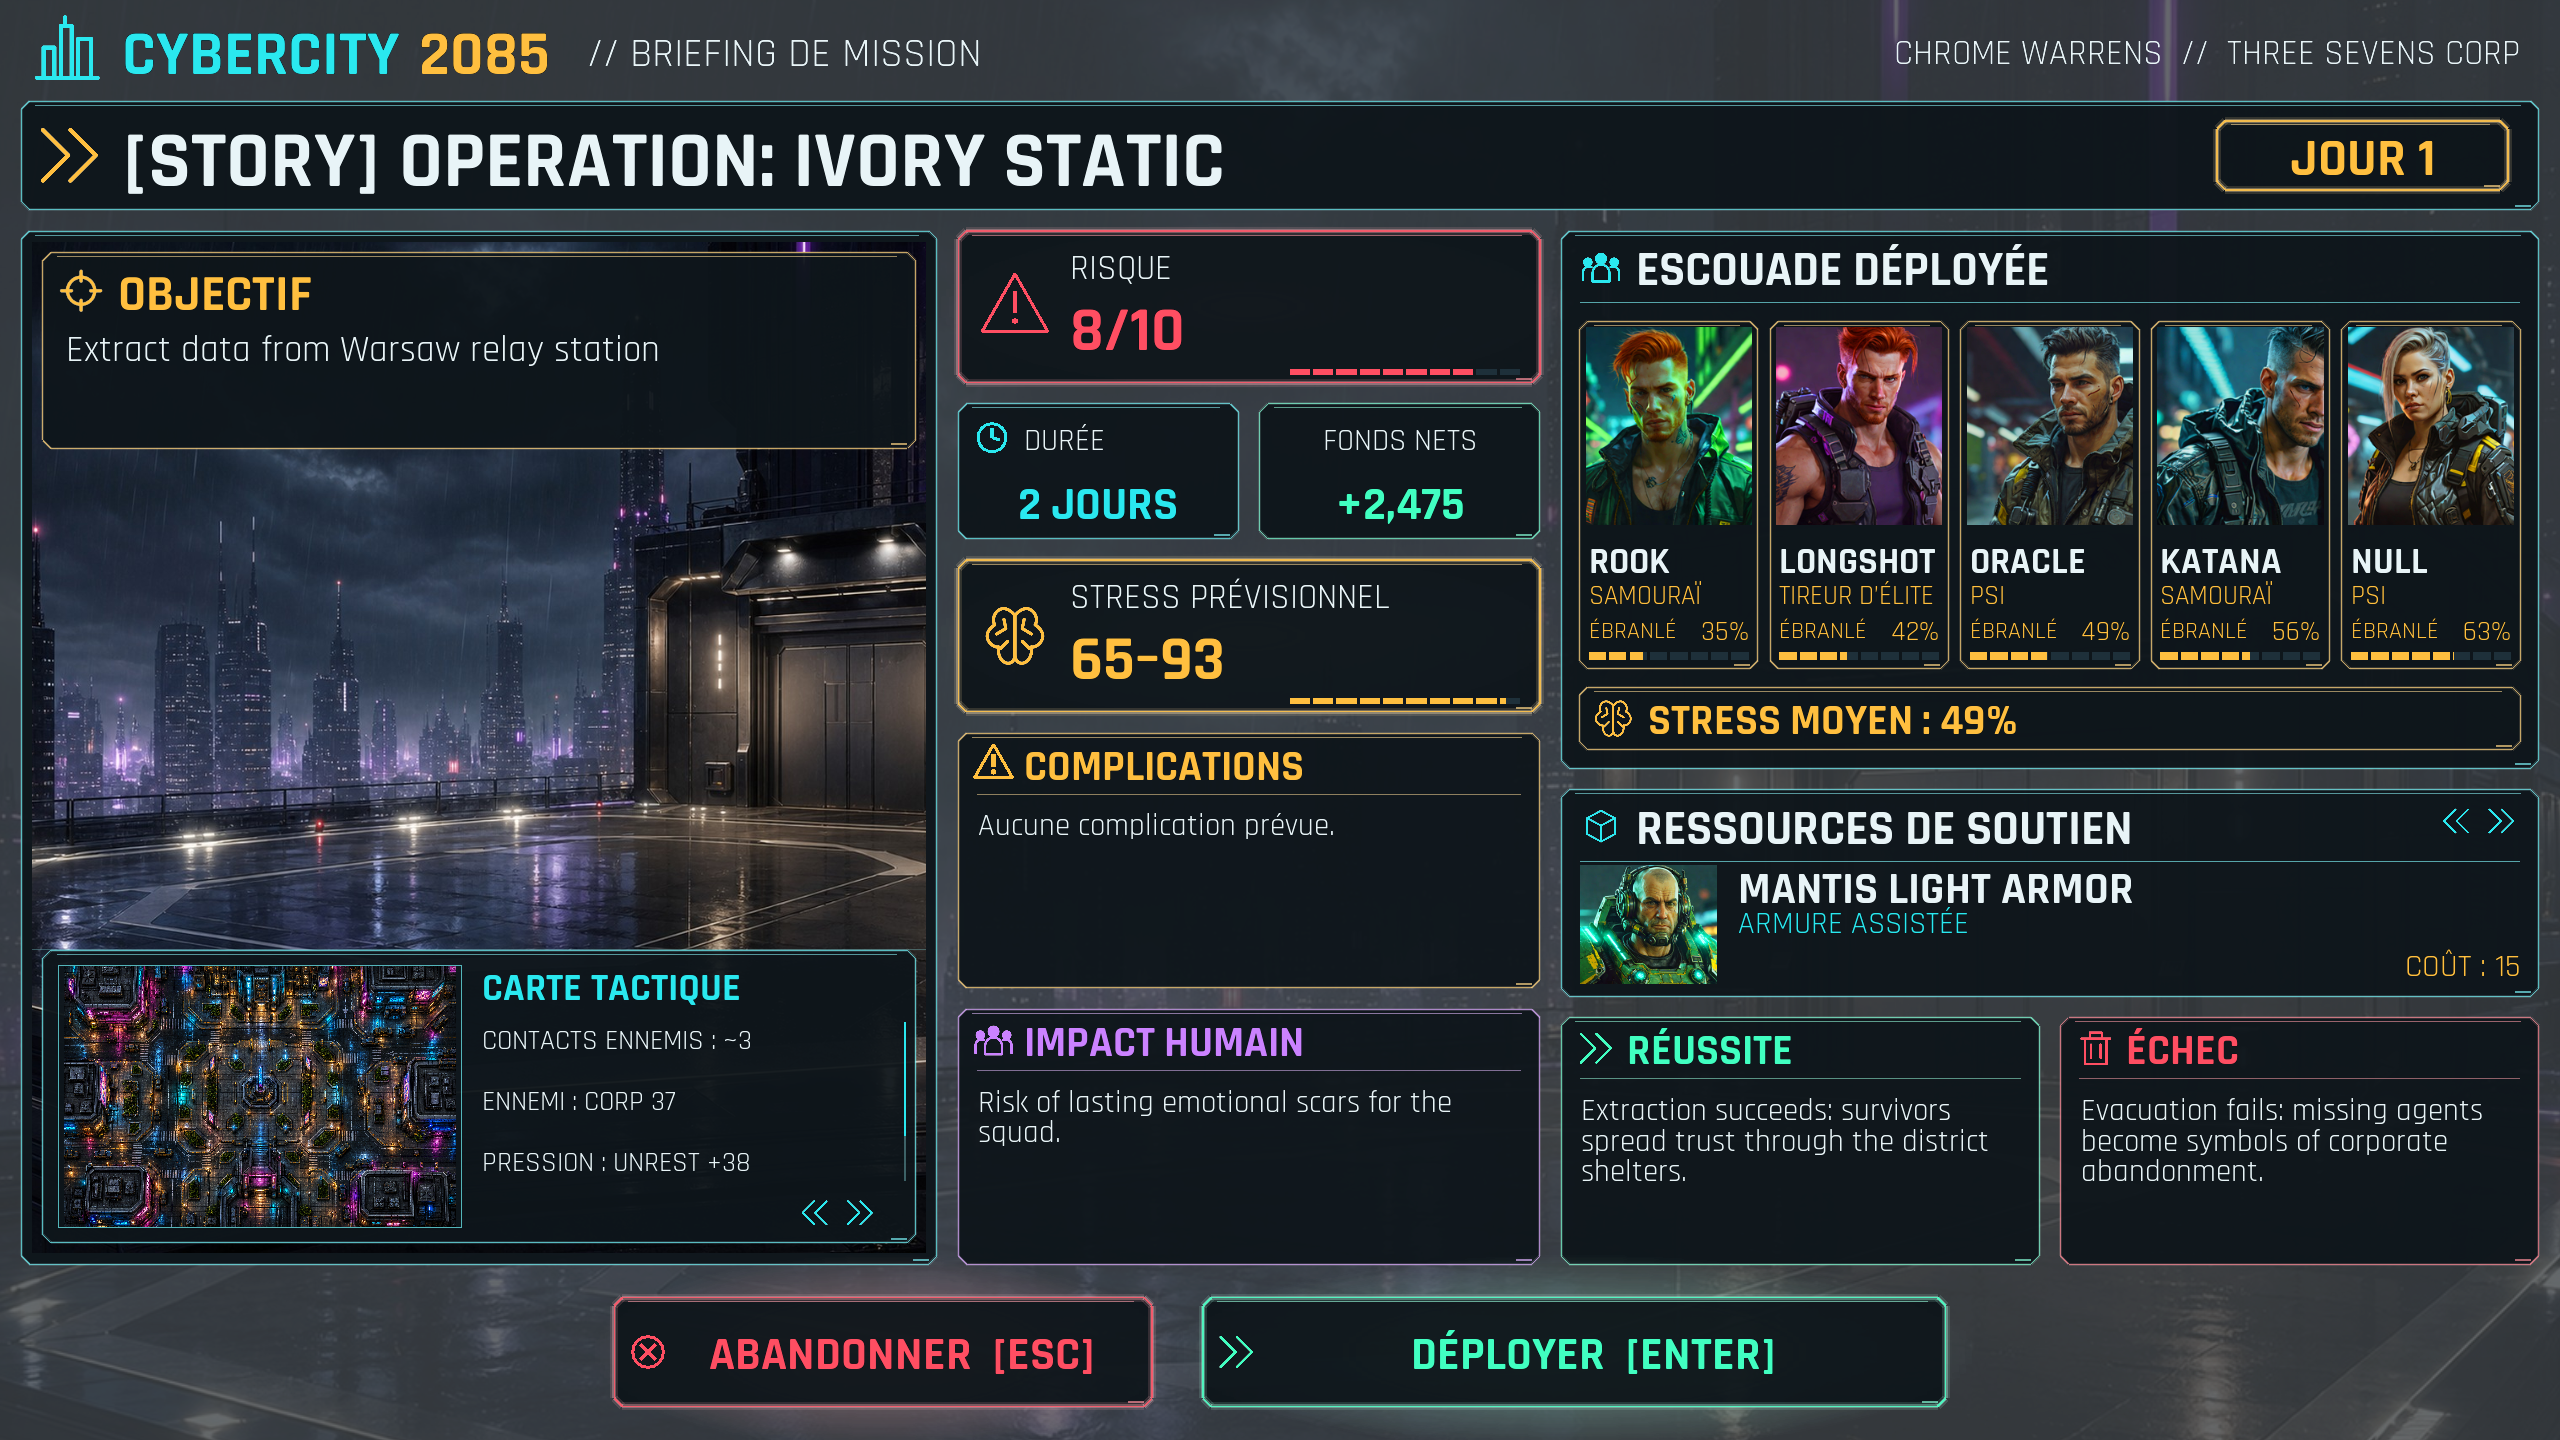 CYBERCITY 2085 // BRIEFING DE MISSION
CHROME WARRENS // THREE SEVENS CORP
[STORY] OPERATION: IVORY STATIC
JOUR 1
OBJECTIF
Extract data from Warsaw relay station
CARTE TACTIQUE
CONTACTS ENNEMIS : ~3
ENNEMI : CORP 37
PRESSION : UNREST +38
RISQUE
8/10
DURÉE
2 JOURS
FONDS NETS
+2,475
STRESS PRÉVISIONNEL
65-93
COMPLICATIONS
Aucune complication prévue.
IMPACT HUMAIN
Risk of lasting emotional scars for the
squad.
ESCOUADE DÉPLOYÉE
ROOK
SAMOURAÏ
ÉBRANLÉ 35%
LONGSHOT
TIREUR D'ÉLITE
ÉBRANLÉ 42%
ORACLE
PSI
ÉBRANLÉ 49%
KATANA
SAMOURAÏ
ÉBRANLÉ 56%
NULL
PSI
ÉBRANLÉ 63%
STRESS MOYEN : 49%
RESSOURCES DE SOUTIEN
MANTIS LIGHT ARMOR
ARMURE ASSISTÉE
COÛT : 15
RÉUSSITE
Extraction succeeds: survivors
spread trust through the district
shelters.
ÉCHEC
Evacuation fails: missing agents
become symbols of corporate
abandonment.
ABANDONNER [ESC]
DÉPLOYER [ENTER]